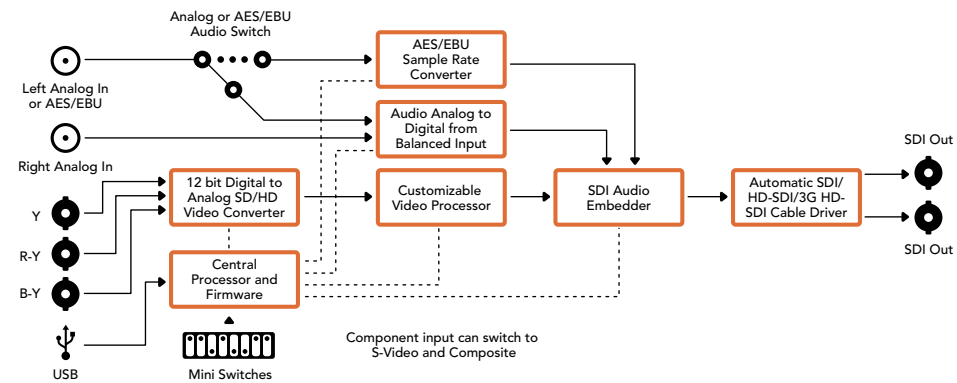 Analog or AES/EBU
Audio Switch
Left Analog In
or AES/EBU
AES/EBU
Sample Rate
Converter
Audio Analog to
Digital from
Balanced Input
Right Analog In
Y
R-Y
B-Y
USB
12 bit Digital to
Analog SD/HD
Video Converter
Customizable
Video Processor
SDI Audio
Embedder
Automatic SDI/
HD-SDI/3G HD-
SDI Cable Driver
SDI Out
SDI Out
Central
Processor and
Firmware
Mini Switches
Component input can switch to
S-Video and Composite